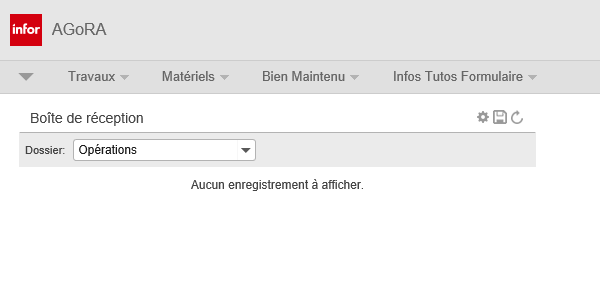 infor AGoRA
Travaux Matériels Bien Maintenu Infos Tutos Formulaire
Boîte de réception
Dossier: Opérations
Aucun enregistrement à afficher.